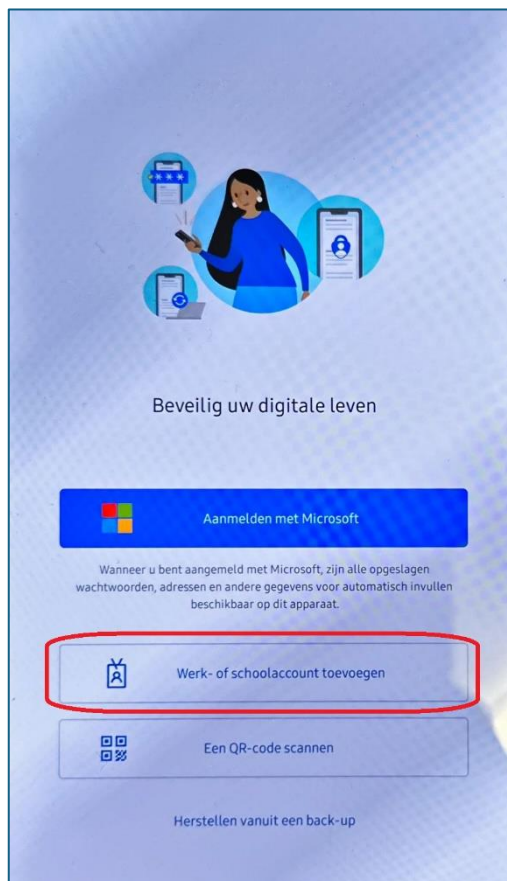 Beveilig uw digitale leven
Aanmelden met Microsoft
Wanneer u bent aangemeld met Microsoft, zijn alle opgeslagen
wachtwoorden, adressen en andere gegevens voor automatisch invullen
beschikbaar op dit apparaat.
Werk- of schoolaccount toevoegen
Een QR-code scannen
Herstellen vanuit een back-up